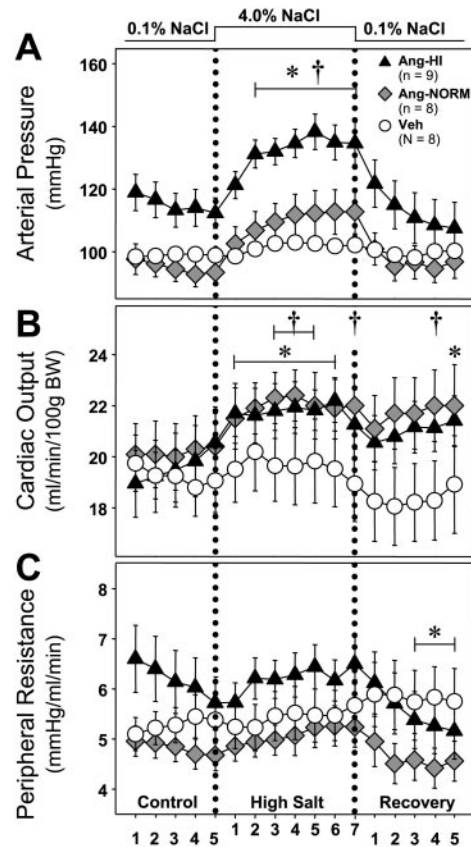 4.0% NaCl
0.1% NaCl
0.1% NaCl
A
160
140
120
100
Arterial Pressure
(mmHg)
* †
Ang-HI
(n = 9)
Ang-NORM
(n = 8)
Veh
(N = 8)
B
22
20
18
Cardiac Output
(ml/min/100g BW)
† † †
* *
C
8
7
6
5
4
Peripheral Resistance
(mmHg/ml/min)
*
Control High Salt Recovery
1 2 3 4 5 1 2 3 4 5 6 7 1 2 3 4 5